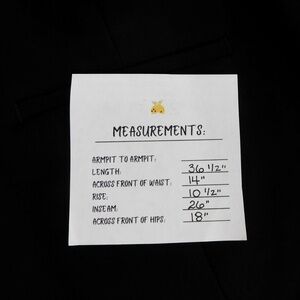 MEASUREMENTS:
ARMPIT TO ARMPIT:
LENGTH: 36 1/2"
ACROSS FRONT OF WAIST: 14"
RISE: 10 1/2"
INSEAM: 26"
ACROSS FRONT OF HIPS: 18"